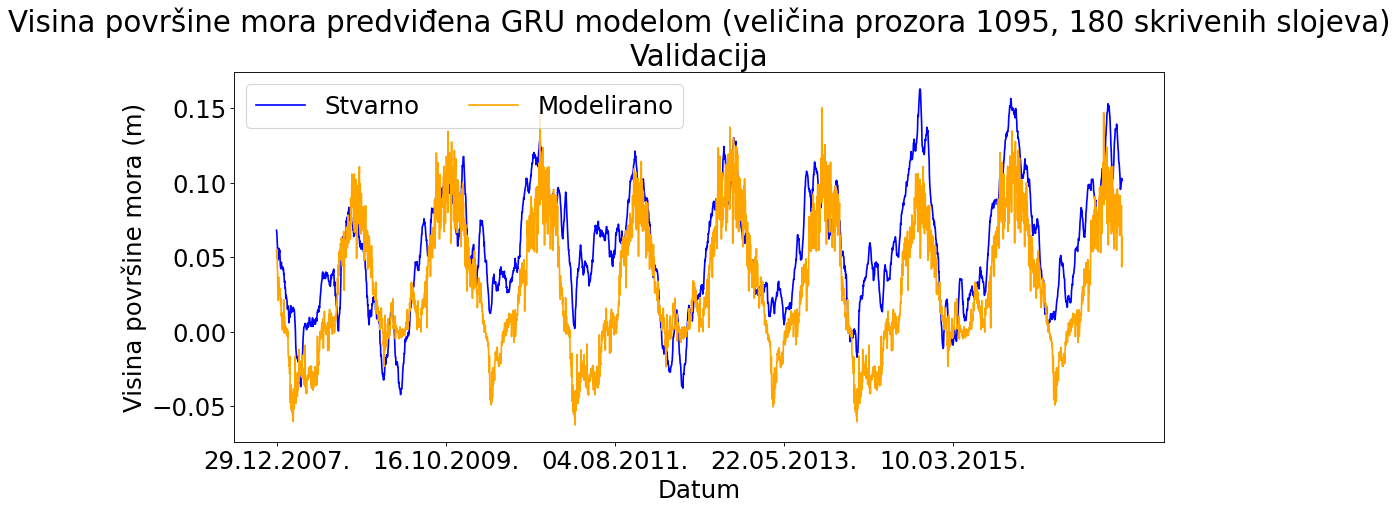 Visina površine mora predviđena GRU modelom (veličina prozora 1095, 180 skrivenih slojeva)
Validacija
Stvarno Modelirano
Visina površine mora (m)
0.15
0.10
0.05
0.00
−0.05
29.12.2007. 16.10.2009. 04.08.2011. 22.05.2013. 10.03.2015.
Datum